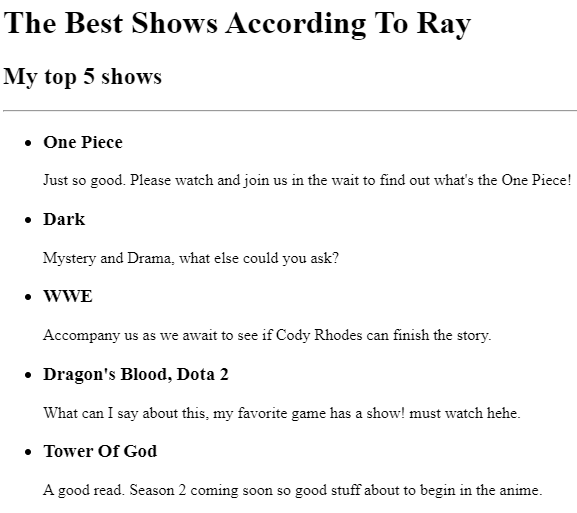 The Best Shows According To Ray
My top 5 shows
One Piece
Just so good. Please watch and join us in the wait to find out what's the One Piece!
Dark
Mystery and Drama, what else could you ask?
WWE
Accompany us as we await to see if Cody Rhodes can finish the story.
Dragon's Blood, Dota 2
What can I say about this, my favorite game has a show! must watch hehe.
Tower Of God
A good read. Season 2 coming soon so good stuff about to begin in the anime.